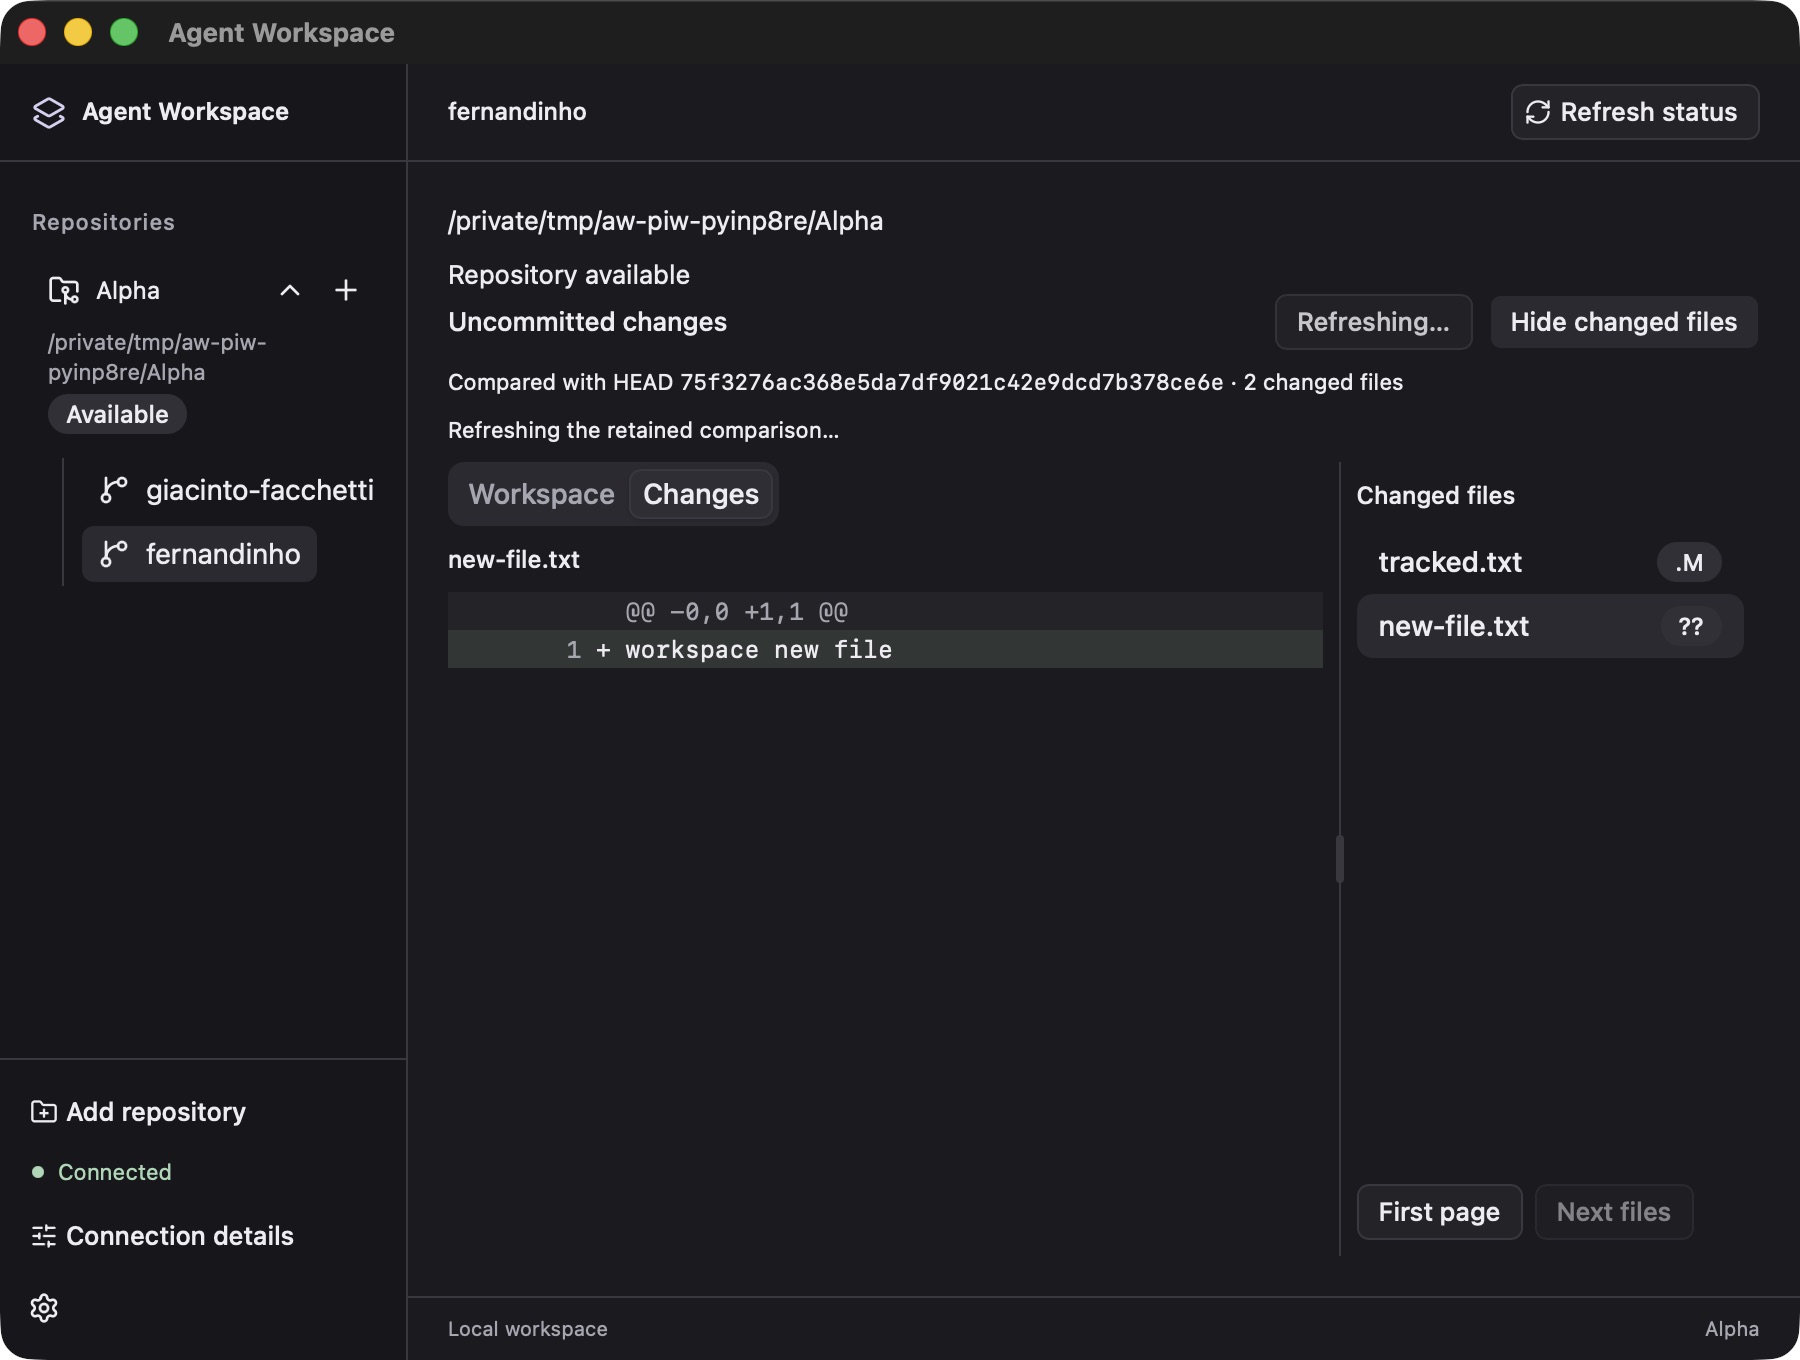 Agent Workspace
Agent Workspace
Repositories
Alpha
/private/tmp/aw-piw-
pyinp8re/Alpha
Available
giacinto-facchetti
fernandinho
Add repository
Connected
Connection details
fernandinho
Refresh status
/private/tmp/aw-piw-pyinp8re/Alpha
Repository available
Uncommitted changes
Refreshing...
Hide changed files
Compared with HEAD 75f3276ac368e5da7df9021c42e9dcd7b378ce6e · 2 changed files
Refreshing the retained comparison...
Workspace
Changes
new-file.txt
@@ −0,0 +1,1 @@
1 + workspace new file
Changed files
tracked.txt .M
new-file.txt ??
First page
Next files
Local workspace
Alpha